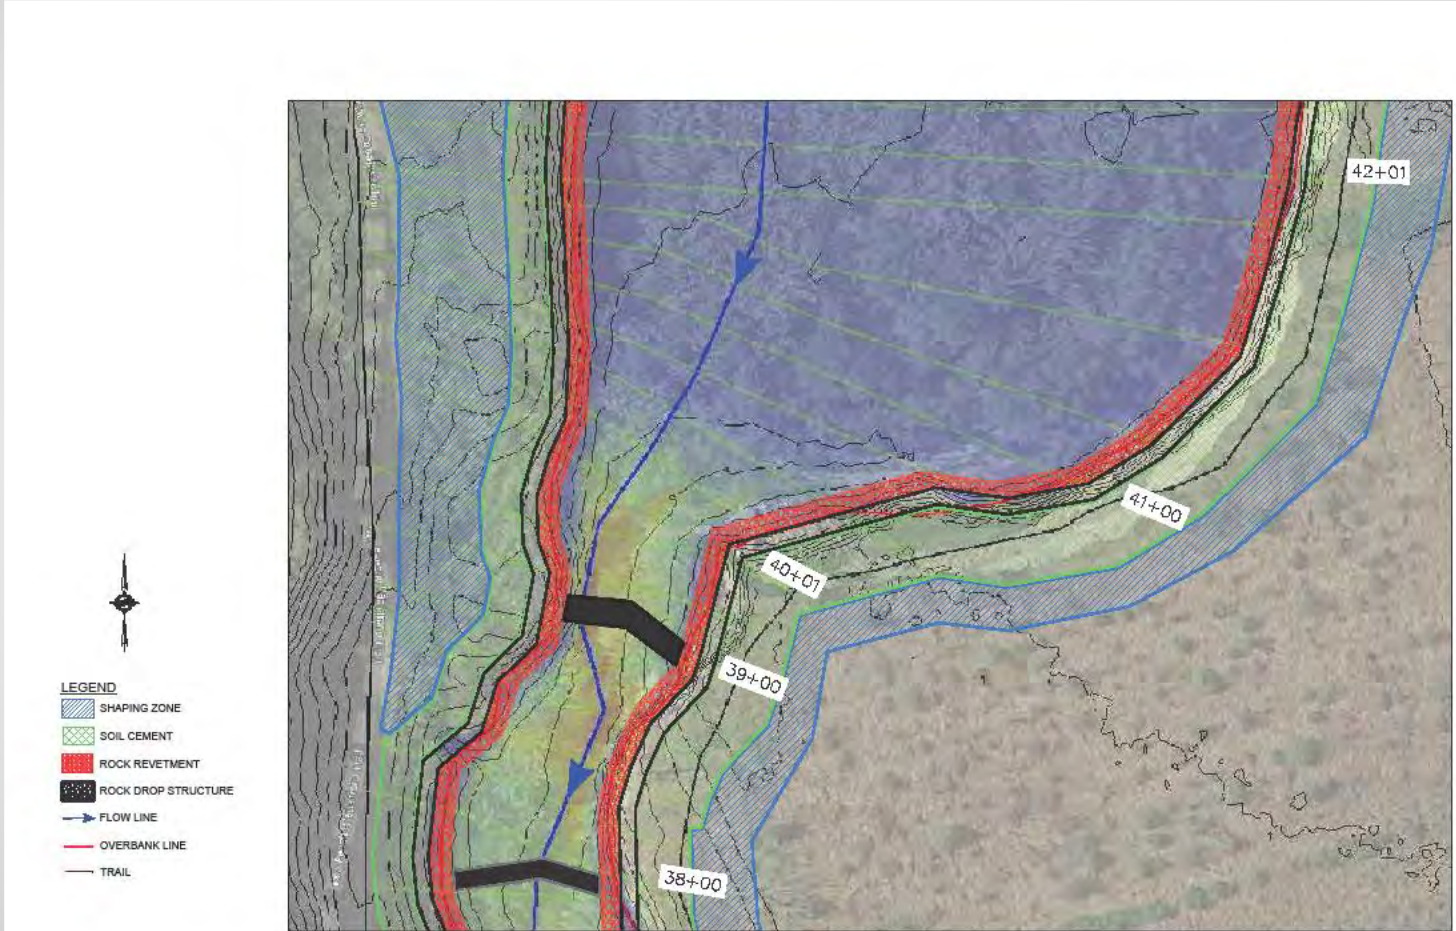 42+01
41+00
40+01
39+00
38+00
LEGEND
SHAPING ZONE
SOIL CEMENT
ROCK REVETMENT
ROCK DROP STRUCTURE
FLOW LINE
OVERBANK LINE
TRAIL